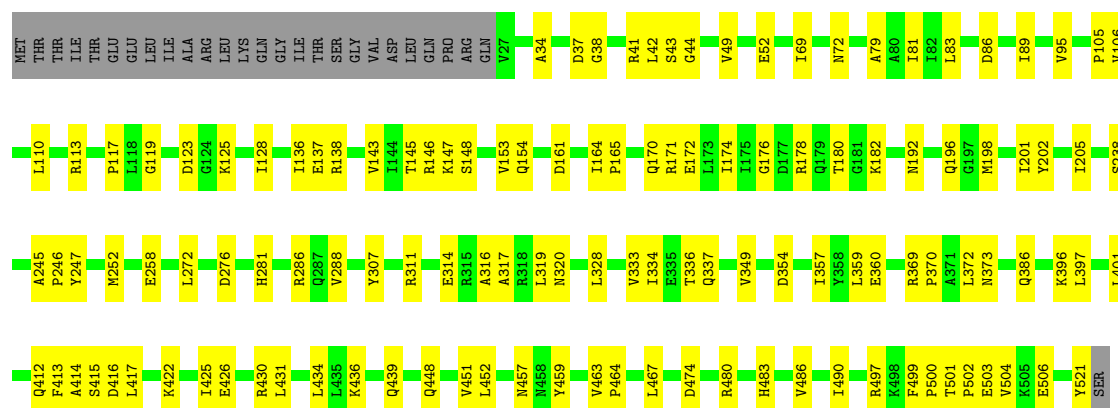 MET THR THR ILE THR GLU GLU LEU ILE ALA ARG LEU LYS GLN GLY ILE THR SER GLY VAL ASP LEU GLN PRO ARG GLN V27 A34 D37 G38 R41 L42 S43 G44 V49 E52 I69 N72 A79 A80 I81 I82 L83 D86 I89 V95 P105 V106
L110 R113 P117 L118 G119 D123 G124 K125 I128 I136 E137 R138 V143 I144 T145 R146 K147 S148 V153 Q154 D161 I164 P165 Q170 R171 E172 L173 I174 I175 G176 D177 R178 Q179 T180 G181 K182 N192 Q196 G197 M198 I201 Y202 I205 S238
A245 P246 Y247 M252 E258 L272 D276 H281 R286 Q287 V288 Y307 R311 E314 R315 A316 A317 R318 L319 N320 L328 V333 I334 E335 T336 Q337 V349 D354 I357 Y358 L359 E360 R369 P370 A371 L372 N373 Q386 K396 L397 L401
Q412 F413 A414 S415 D416 L417 K422 I425 E426 R430 L431 L434 L435 K436 Q439 Q448 V451 L452 N457 N458 Y459 V463 P464 L467 D474 R480 H483 V486 I490 R497 K498 F499 P500 T501 P502 E503 V504 K505 E506 Y521 SER